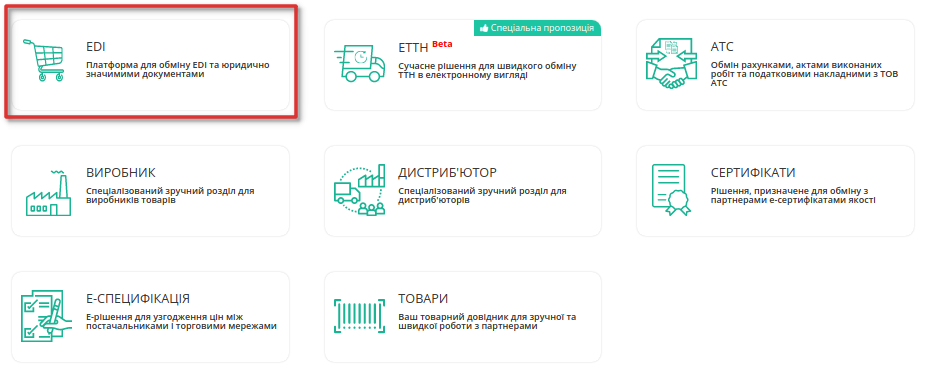 EDI
Платформа для обміну EDI та юридично
значимими документами
Спеціальна пропозиція
ЕТТН Beta
Сучасне рішення для швидкого обміну
ТТН в електронному вигляді
АТС
Обмін рахунками, актами виконаних
робіт та податковими накладними з ТОВ
АТС
ВИРОБНИК
Спеціалізований зручний розділ для
виробників товарів
ДИСТРИБ'ЮТОР
Спеціалізований зручний розділ для
дистриб'юторів
СЕРТИФІКАТИ
Рішення, призначене для обміну з
партнерами е-сертифікатами якості
Е-СПЕЦИФІКАЦІЯ
Е-рішення для узгодження цін між
постачальниками і торговими мережами
ТОВАРИ
Ваш товарний довідник для зручної та
швидкої роботи з партнерами